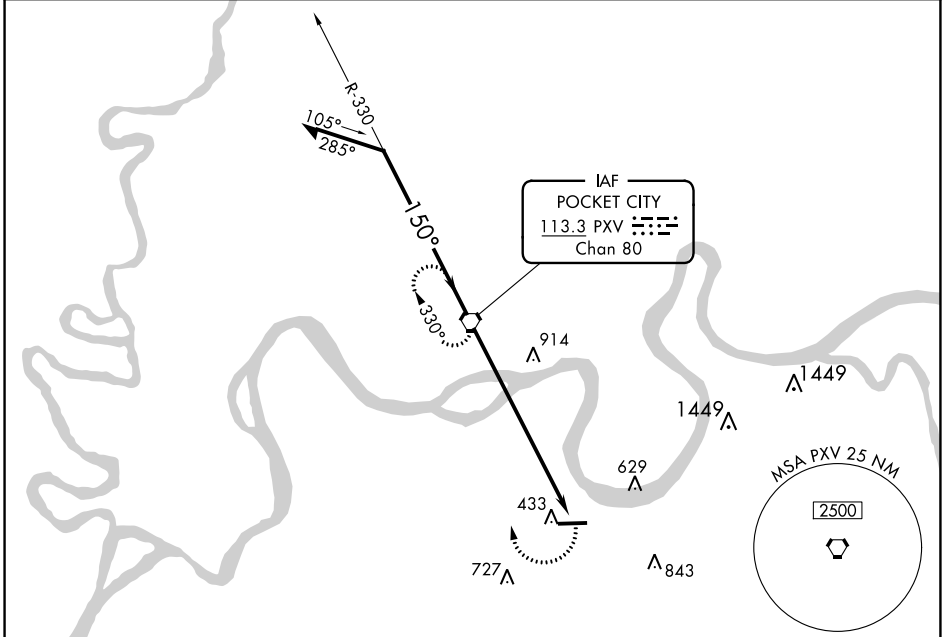 R-330
105°
285°
150°
IAF
POCKET CITY
113.3 PXV
Chan 80
330°
914
1449
1449
629
433
727
843
MSA PXV 25 NM
2500